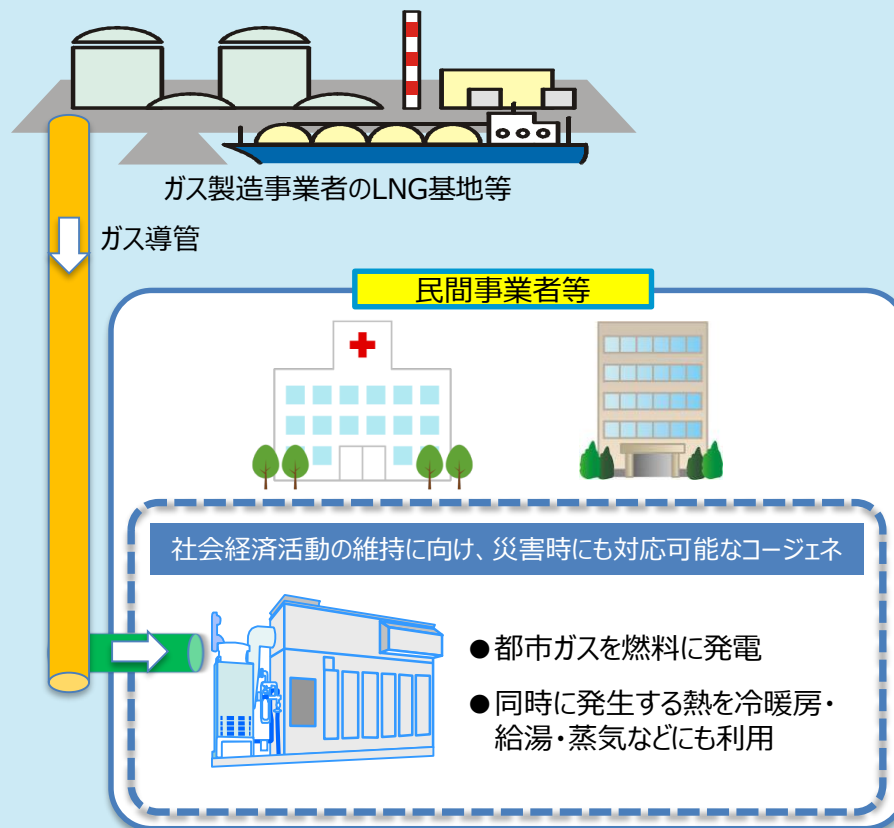 ガス製造事業者のLNG基地等
ガス導管
民間事業者等
社会経済活動の維持に向け、災害時にも対応可能なコージェネ
●都市ガスを燃料に発電
●同時に発生する熱を冷暖房・
給湯・蒸気などにも利用